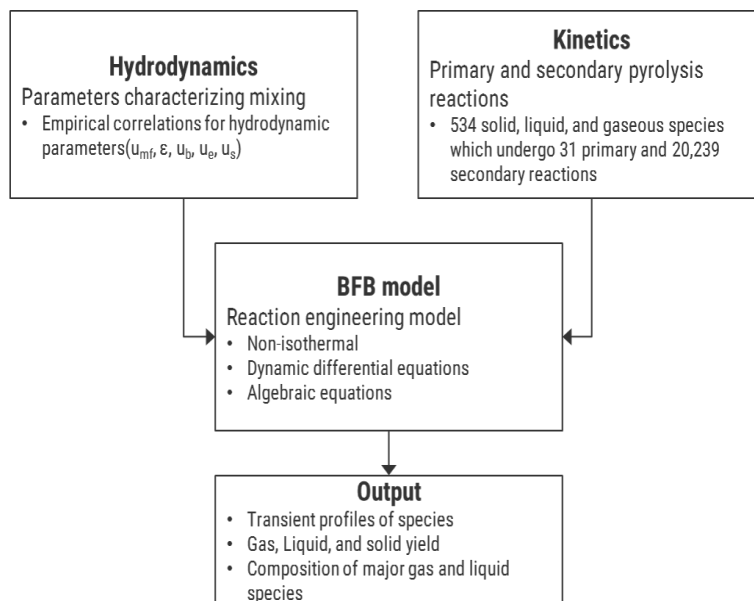 Hydrodynamics
Parameters characterizing mixing
• Empirical correlations for hydrodynamic
parameters(umf, ε, ub, ue, us)
Kinetics
Primary and secondary pyrolysis
reactions
• 534 solid, liquid, and gaseous species
which undergo 31 primary and 20,239
secondary reactions
BFB model
Reaction engineering model
• Non-isothermal
• Dynamic differential equations
• Algebraic equations
Output
• Transient profiles of species
• Gas, Liquid, and solid yield
• Composition of major gas and liquid
species